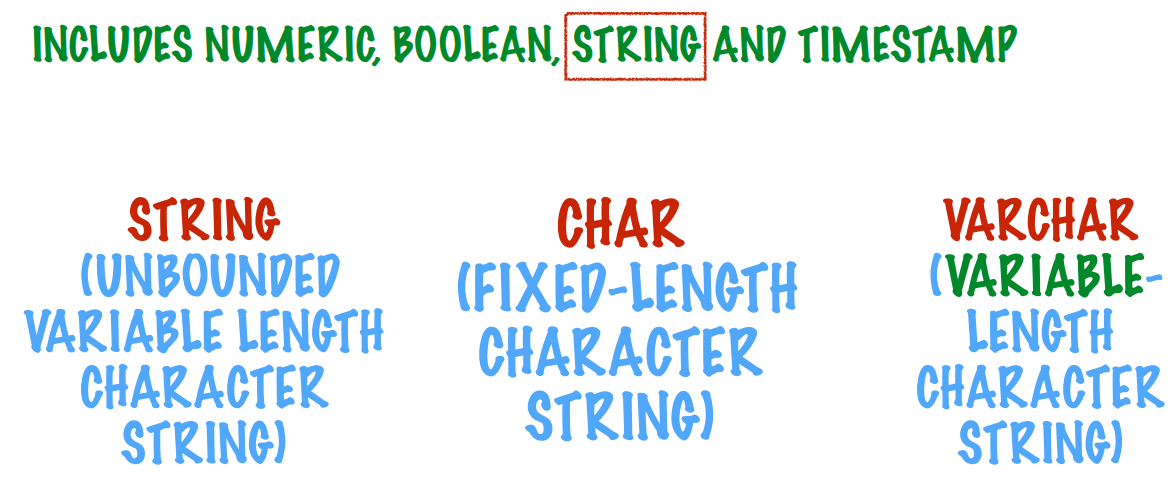 INCLUDES NUMERIC, BOOLEAN, STRING AND TIMESTAMP
STRING
(UNBOUNDED
VARIABLE LENGTH
CHARACTER
STRING)
CHAR
(FIXED-LENGTH
CHARACTER
STRING)
VARCHAR
(VARIABLE-
LENGTH
CHARACTER
STRING)